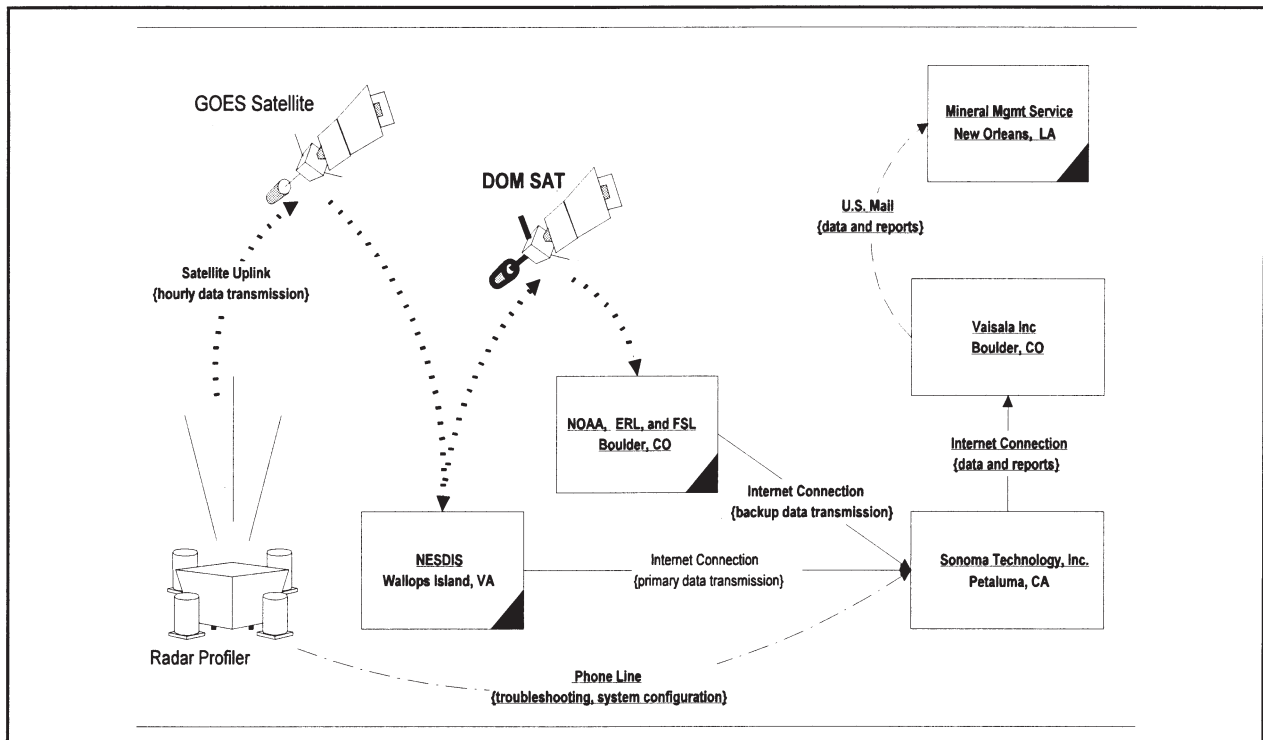 GOES Satellite
DOM SAT
Mineral Mgmt Service
New Orleans, LA
U.S. Mail
{data and reports}
Satellite Uplink
{hourly data transmission}
Vaisala Inc
Boulder, CO
NOAA, ERL, and FSL
Boulder, CO
Internet Connection
{data and reports}
Internet Connection
{backup data transmission}
NESDIS
Wallops Island, VA
Internet Connection
{primary data transmission}
Sonoma Technology, Inc.
Petaluma, CA
Radar Profiler
Phone Line
{troubleshooting, system configuration}